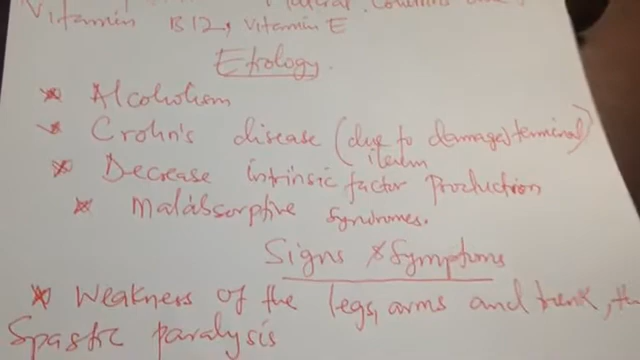 Vitamin B12, Vitamin E
Etiology
Alcoholism
Crohn's disease (due to damage) terminal)
ileum
Decrease intrinsic factor Production
Malabsorptive syndromes.
Signs & Symptoms
Weakness of the legs, arms and trunk,
Spastic paralysis